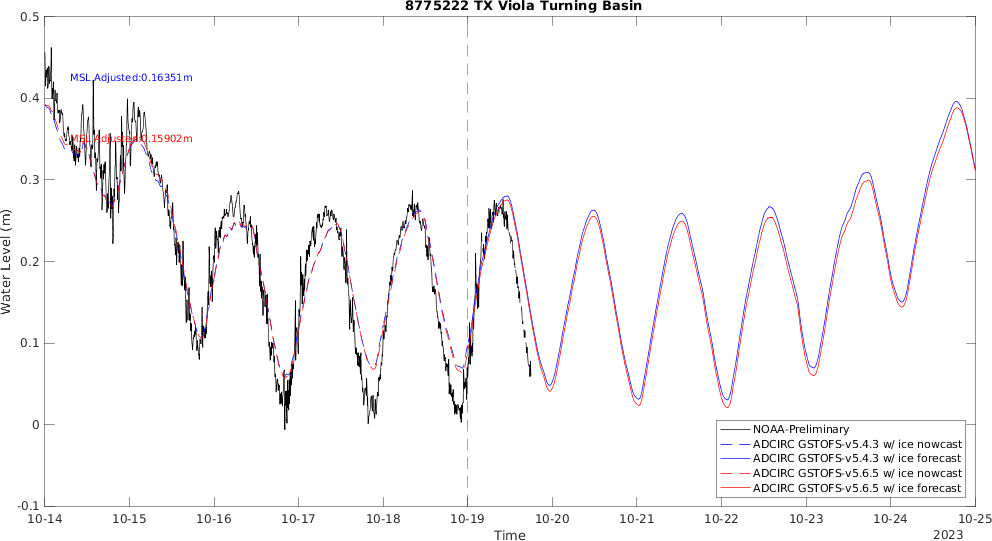 8775222 TX Viola Turning Basin
0.5
0.4
0.3
0.2
0.1
0
-0.1
Water Level (m)
MSL Adjusted:0.16351m
MSL Adjusted:0.15902m
NOAA-Preliminary
ADCIRC GSTOFS-v5.4.3 w/ ice nowcast
ADCIRC GSTOFS-v5.4.3 w/ ice forecast
ADCIRC GSTOFS-v5.6.5 w/ ice nowcast
ADCIRC GSTOFS-v5.6.5 w/ ice forecast
10-14 10-15 10-16 10-17 10-18 10-19 10-20 10-21 10-22 10-23 10-24 10-25
Time
2023